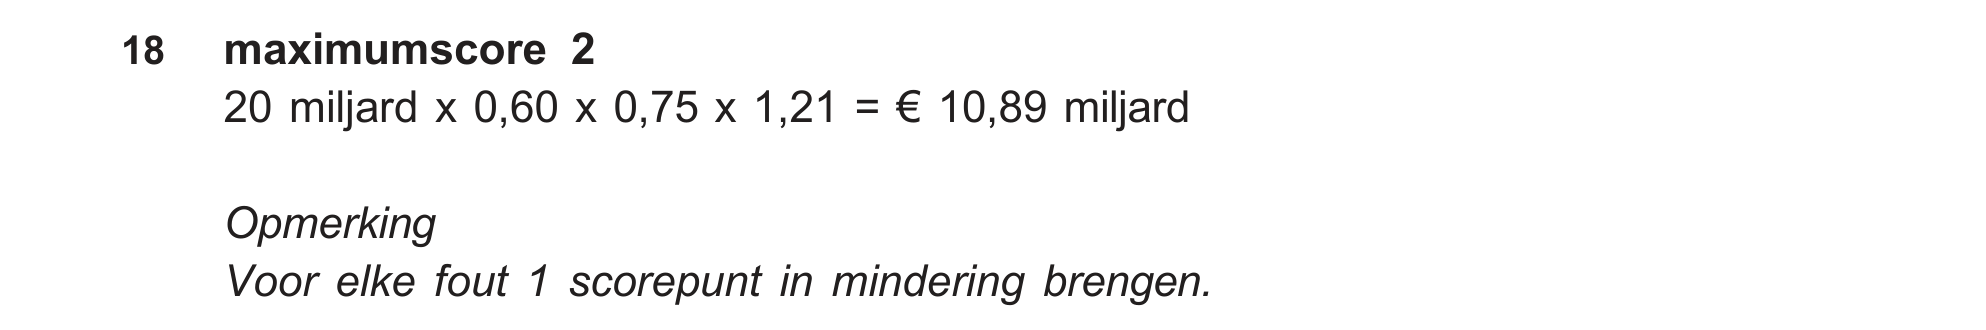 18 maximumscore 2
20 miljard x 0,60 x 0,75 x 1,21 = € 10,89 miljard
Opmerking
Voor elke fout 1 scorepunt in mindering brengen.